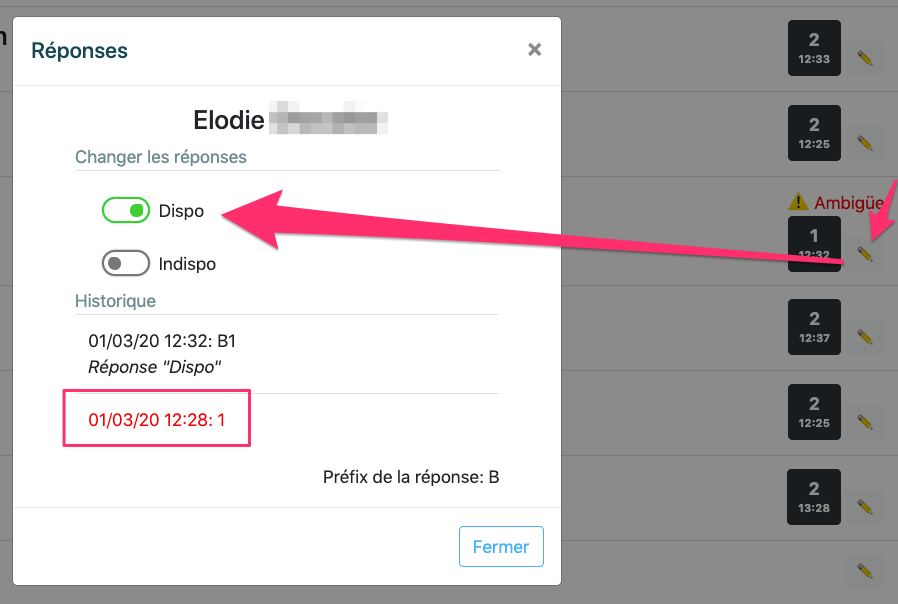 Réponses ×
Elodie
Changer les réponses
Dispo
Indispo
Historique
01/03/20 12:32: B1
Réponse "Dispo"
01/03/20 12:28: 1
Préfix de la réponse: B
Fermer
2
12:33
2
12:25
Ambigüe
1
12:32
2
12:37
2
12:25
2
13:28